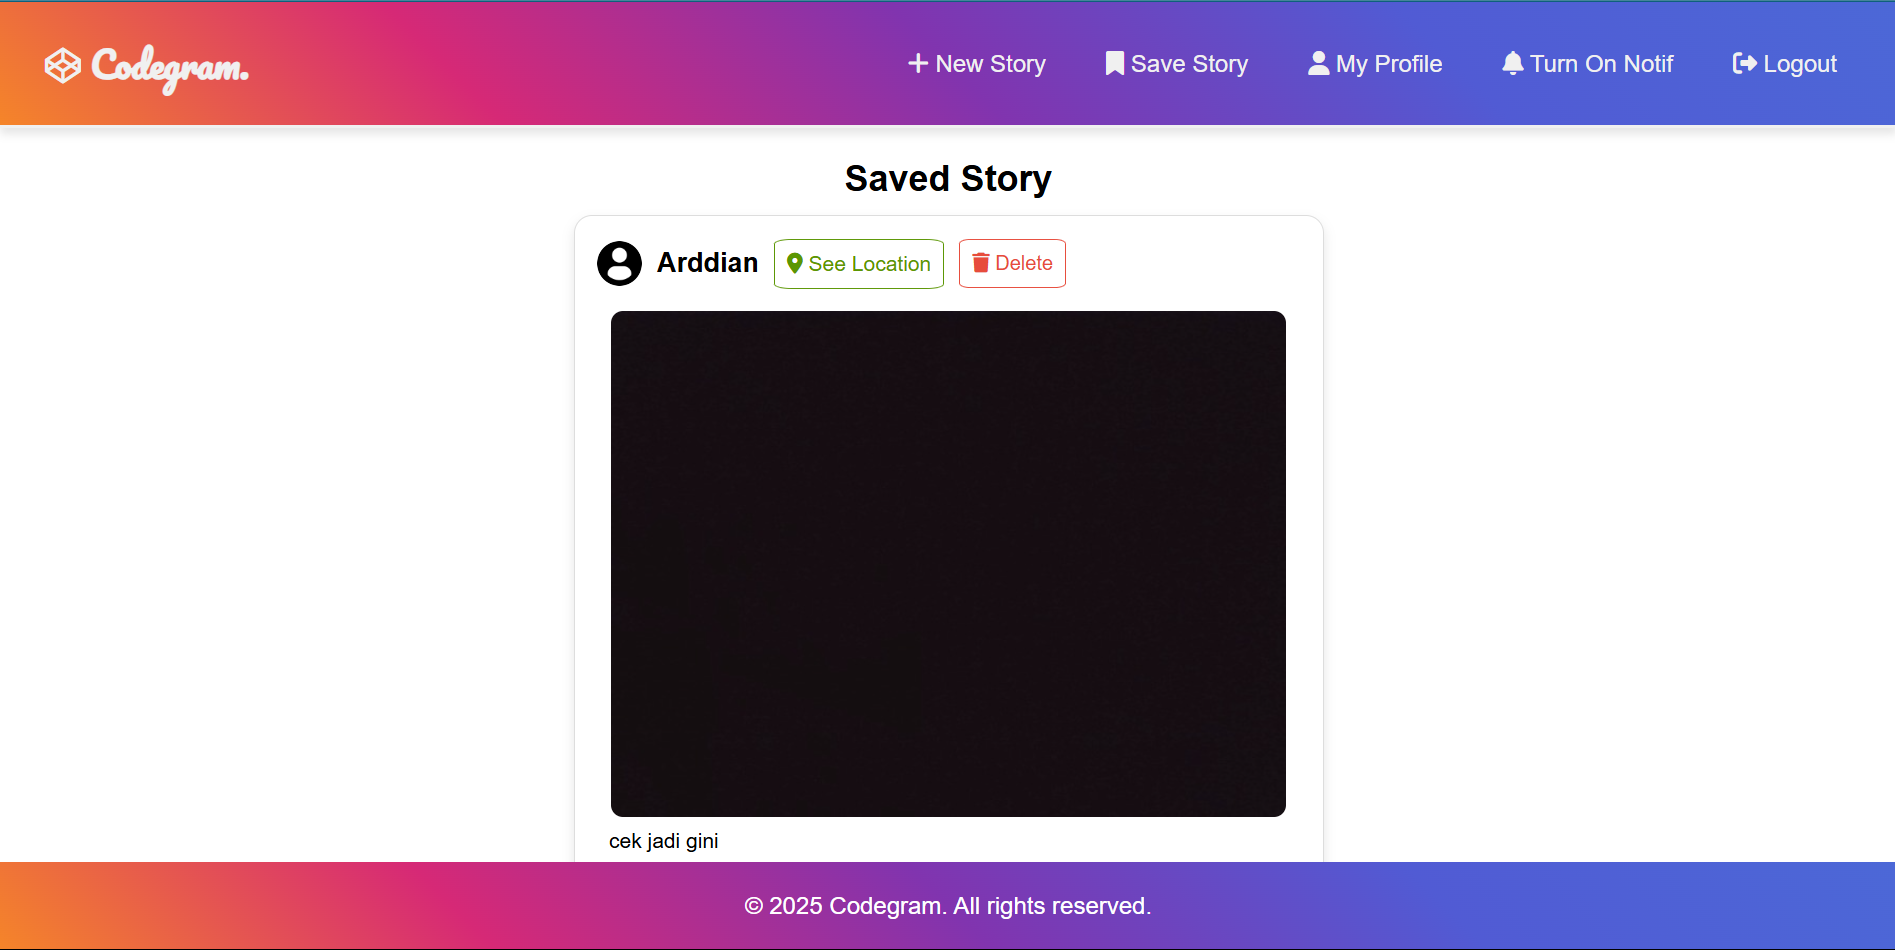 Codegram.
New Story
Save Story
My Profile
Turn On Notif
Logout
Saved Story
Arddian
See Location
Delete
cek jadi gini
© 2025 Codegram. All rights reserved.